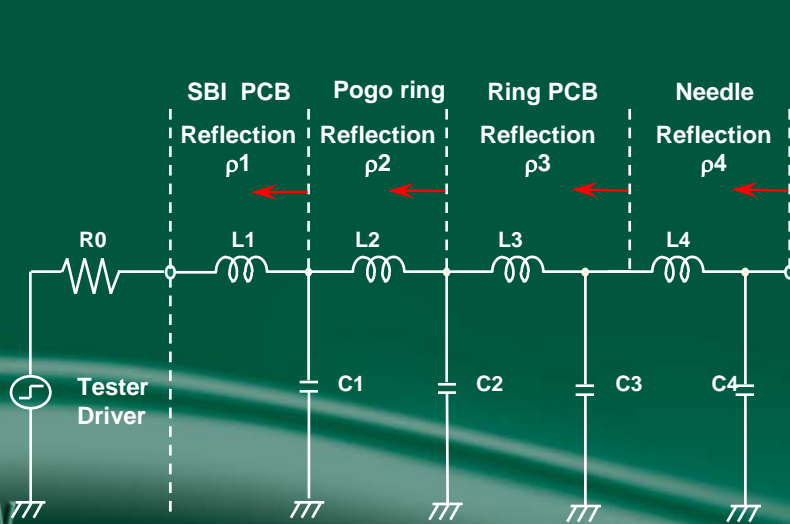 SBI PCB
Pogo ring
Ring PCB
Needle
Reflection
ρ1
Reflection
ρ2
Reflection
ρ3
Reflection
ρ4
R0
L1
L2
L3
L4
Tester
Driver
C1
C2
C3
C4